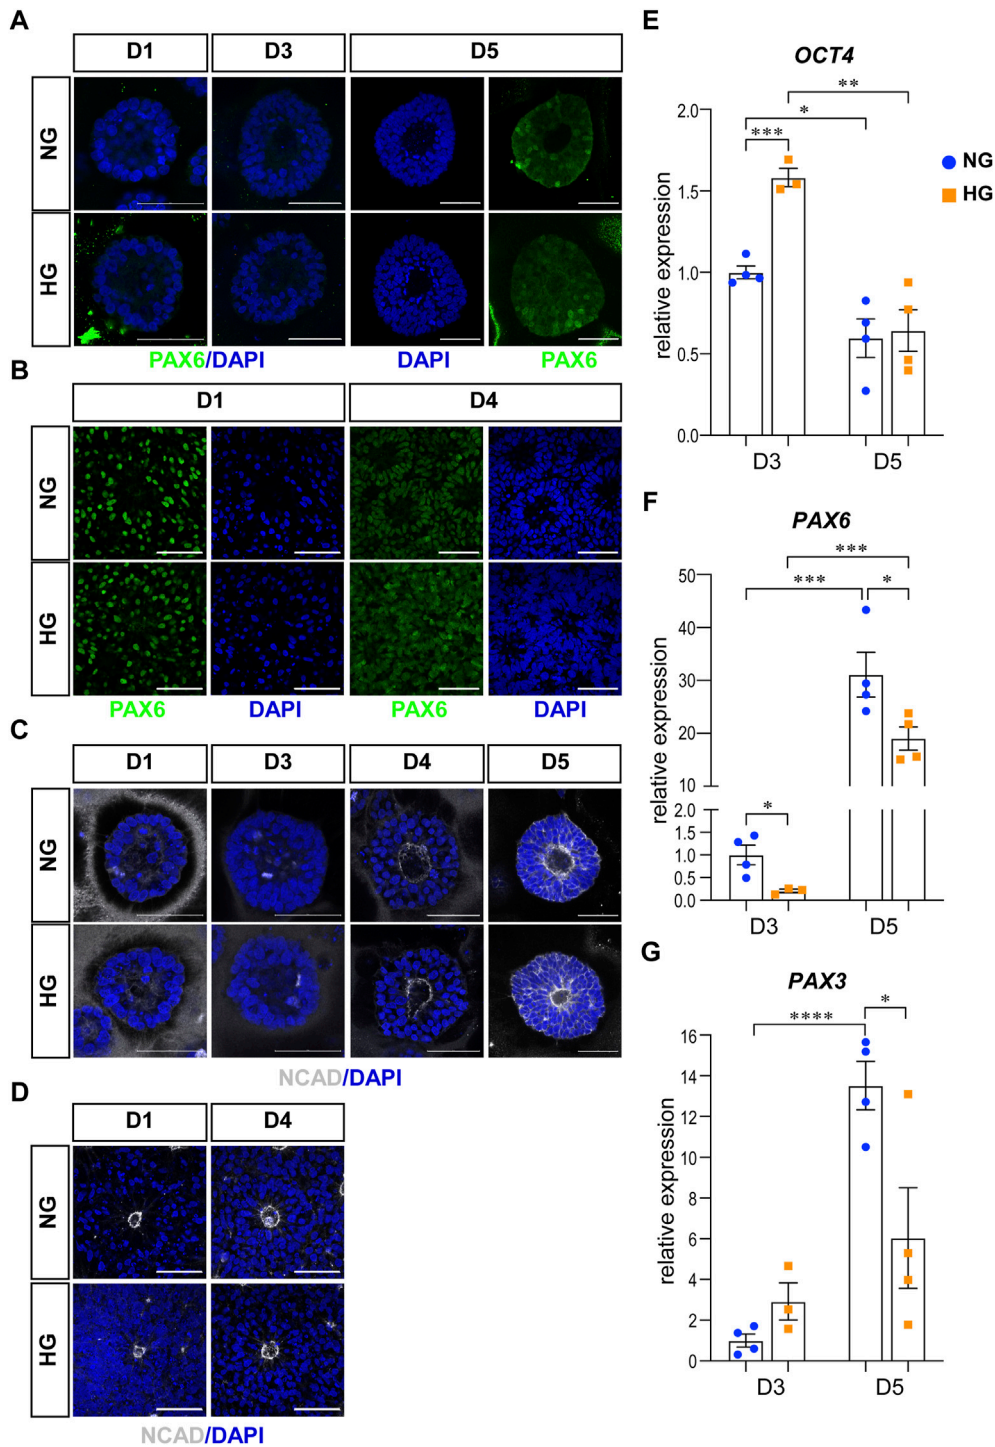 A
D1 D3 D5
NG
HG
PAX6/DAPI DAPI PAX6
B
D1 D4
NG
HG
PAX6 DAPI PAX6 DAPI
C
D1 D3 D4 D5
NG
HG
NCAD/DAPI
D
D1 D4
NG
HG
NCAD/DAPI
E
OCT4
**
*
***
NG
HG
relative expression
2.0
1.5
1.0
0.5
0.0
D3 D5
F
PAX6
***
*** *
*
relative expression
50
40
30
20
10
2.0
1.5
1.0
0.5
0.0
D3 D5
G
PAX3
**** *
relative expression
16
14
12
10
8
6
4
2
0
D3 D5